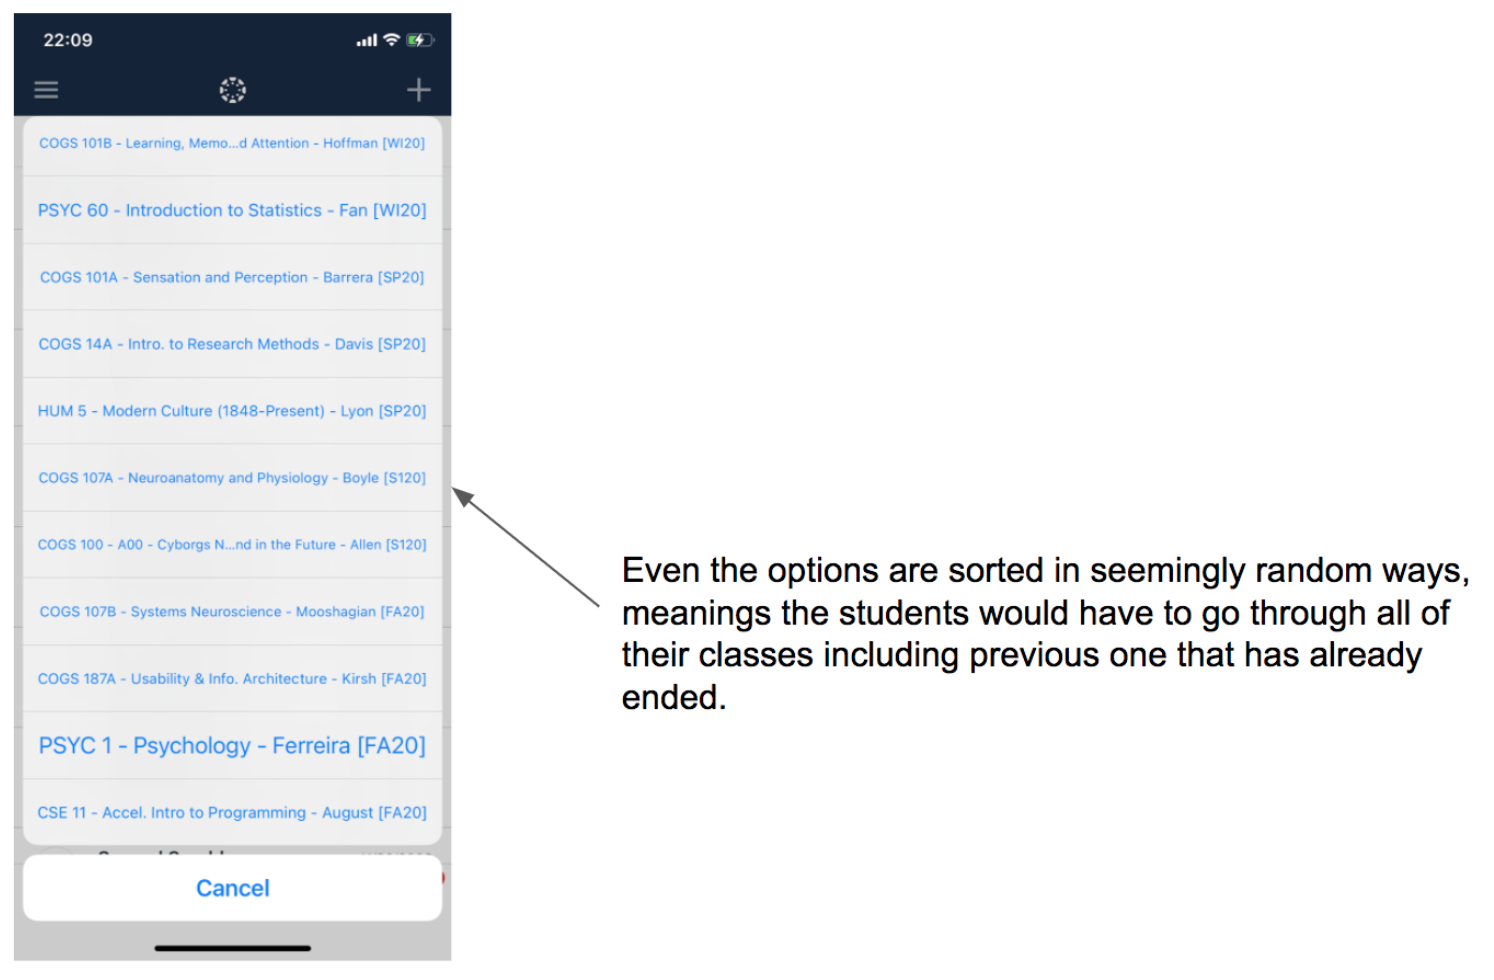 22:09
COGS 101B - Learning, Memo...d Attention - Hoffman [WI20]
PSYC 60 - Introduction to Statistics - Fan [WI20]
COGS 101A - Sensation and Perception - Barrera [SP20]
COGS 14A - Intro. to Research Methods - Davis [SP20]
HUM 5 - Modern Culture (1848-Present) - Lyon [SP20]
COGS 107A - Neuroanatomy and Physiology - Boyle [S120]
COGS 100 - A00 - Cyborgs N...nd in the Future - Allen [S120]
COGS 107B - Systems Neuroscience - Mooshagian [FA20]
COGS 187A - Usability & Info. Architecture - Kirsh [FA20]
PSYC 1 - Psychology - Ferreira [FA20]
CSE 11 - Accel. Intro to Programming - August [FA20]
Cancel
Even the options are sorted in seemingly random ways,
meanings the students would have to go through all of
their classes including previous one that has already
ended.